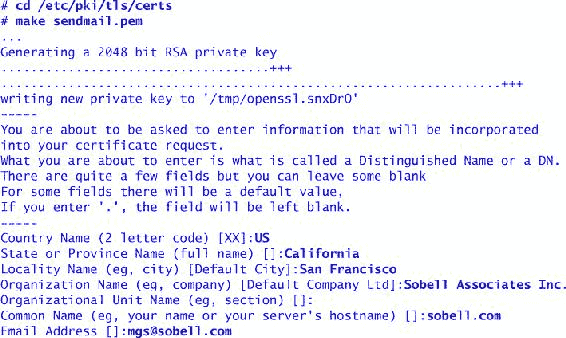 # cd /etc/pki/tls/certs
# make sendmail.pem
...
Generating a 2048 bit RSA private key
...................................+++
.................................................................+++
writing new private key to '/tmp/openssl.snxDrO'
-----
You are about to be asked to enter information that will be incorporated
into your certificate request.
What you are about to enter is what is called a Distinguished Name or a DN.
There are quite a few fields but you can leave some blank
For some fields there will be a default value,
If you enter '.', the field will be left blank.
-----
Country Name (2 letter code) [XX]:US
State or Province Name (full name) []:California
Locality Name (eg, city) [Default City]:San Francisco
Organization Name (eg, company) [Default Company Ltd]:Sobell Associates Inc.
Organizational Unit Name (eg, section) []:
Common Name (eg, your name or your server's hostname) []:sobell.com
Email Address []:mgs@sobell.com